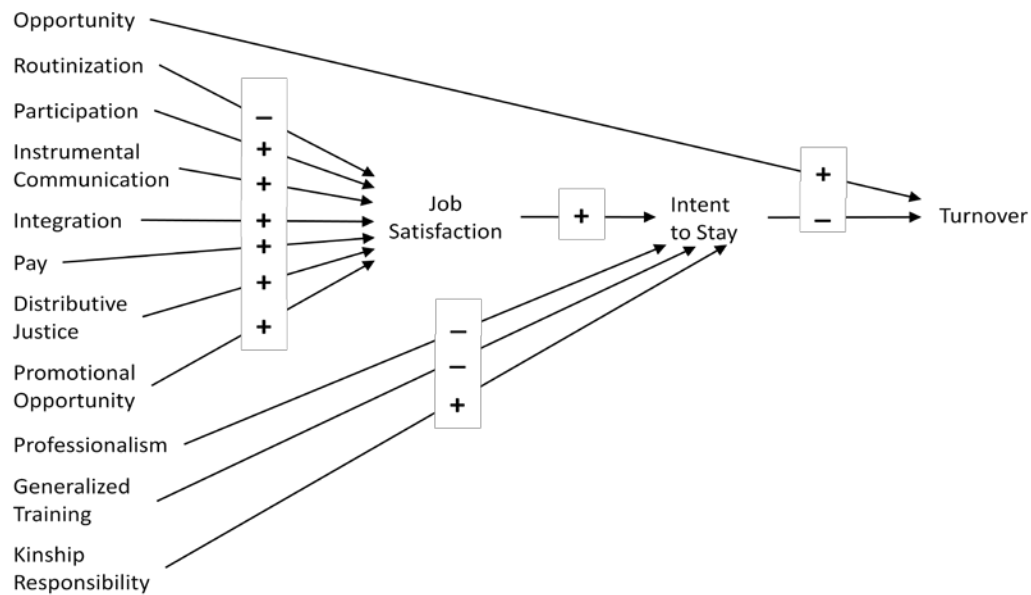 Opportunity
Routinization
Participation
Instrumental
Communication
Integration
Pay
Distributive
Justice
Promotional
Opportunity
Professionalism
Generalized
Training
Kinship
Responsibility
–
+
+
+
+
+
+
Job
Satisfaction
+
–
–
+
Intent
to Stay
+
–
Turnover